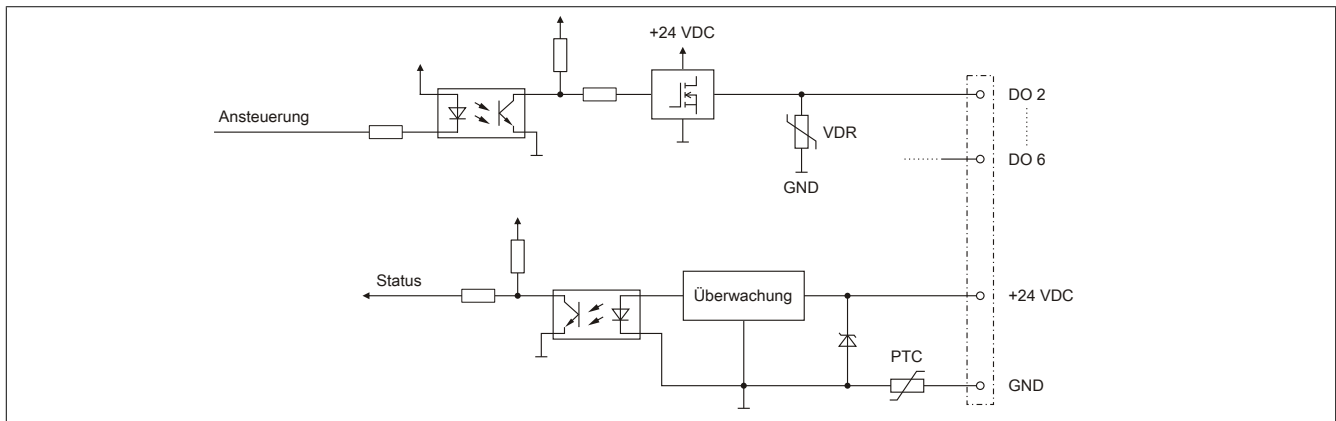 +24 VDC
DO 2
Ansteuerung
VDR
DO 6
GND
Status
Überwachung
+24 VDC
PTC
GND